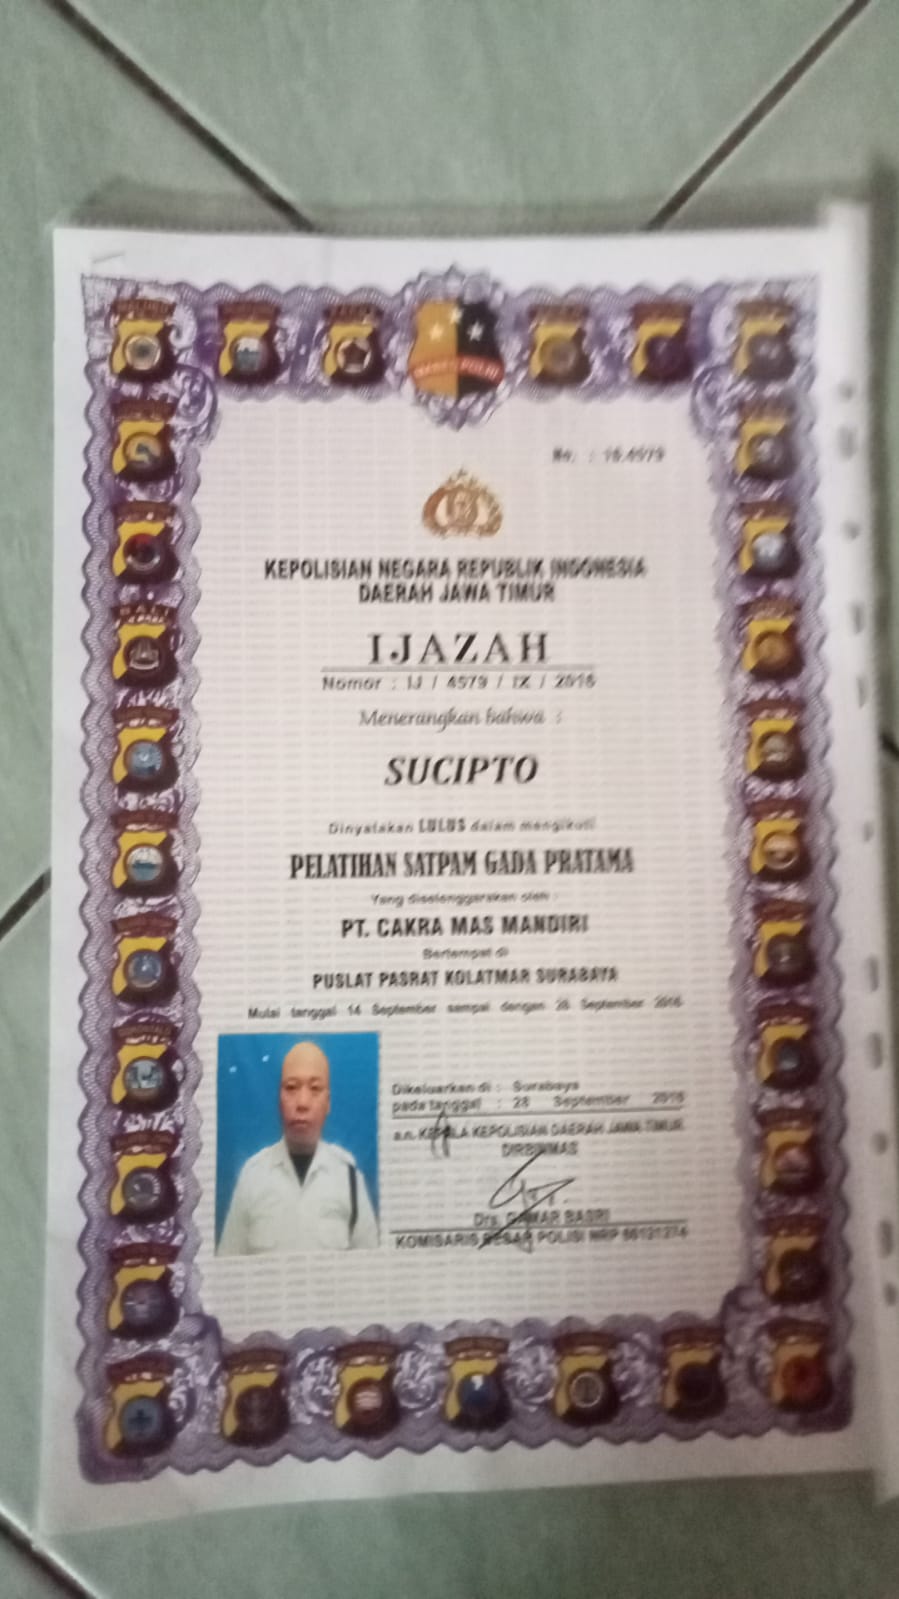 MABES POLRI
BALI
No. : 16.4979
KEPOLISIAN NEGARA REPUBLIK INDONESIA
DAERAH JAWA TIMUR
IJAZAH
Nomor : IJ / 4979 / IX / 2016
Menerangkan bahwa :
SUCIPTO
Dinyatakan LULUS dalam mengikuti
PELATIHAN SATPAM GADA PRATAMA
Yang diselenggarakan oleh :
PT. CAKRA MAS MANDIRI
Bertempat di
PUSLAT PASRAT KOLATMAR SURABAYA
Mulai tanggal 14 September sampai dengan 28 September 2016
Dikeluarkan di : Surabaya
pada tanggal : 28 September 2016
a.n. KEPALA KEPOLISIAN DAERAH JAWA TIMUR
DIRBINMAS
Drs. BASRI
KOMISARIS BESAR POLISI NRP